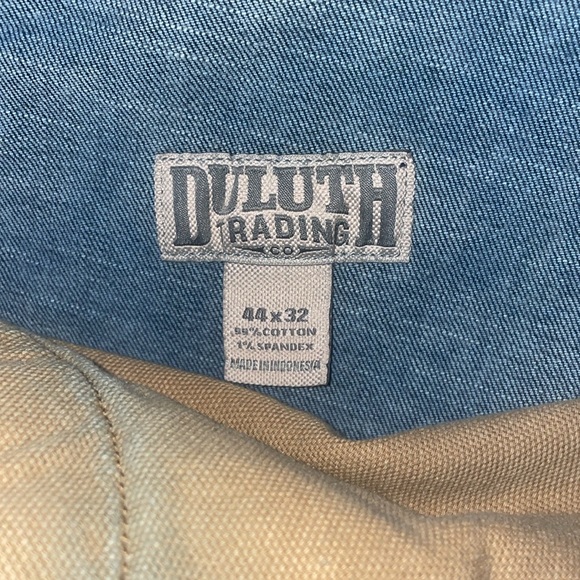 DULUTH
TRADING
CO
44 x 32
99% COTTON
1% SPANDEX
MADE IN INDONESIA